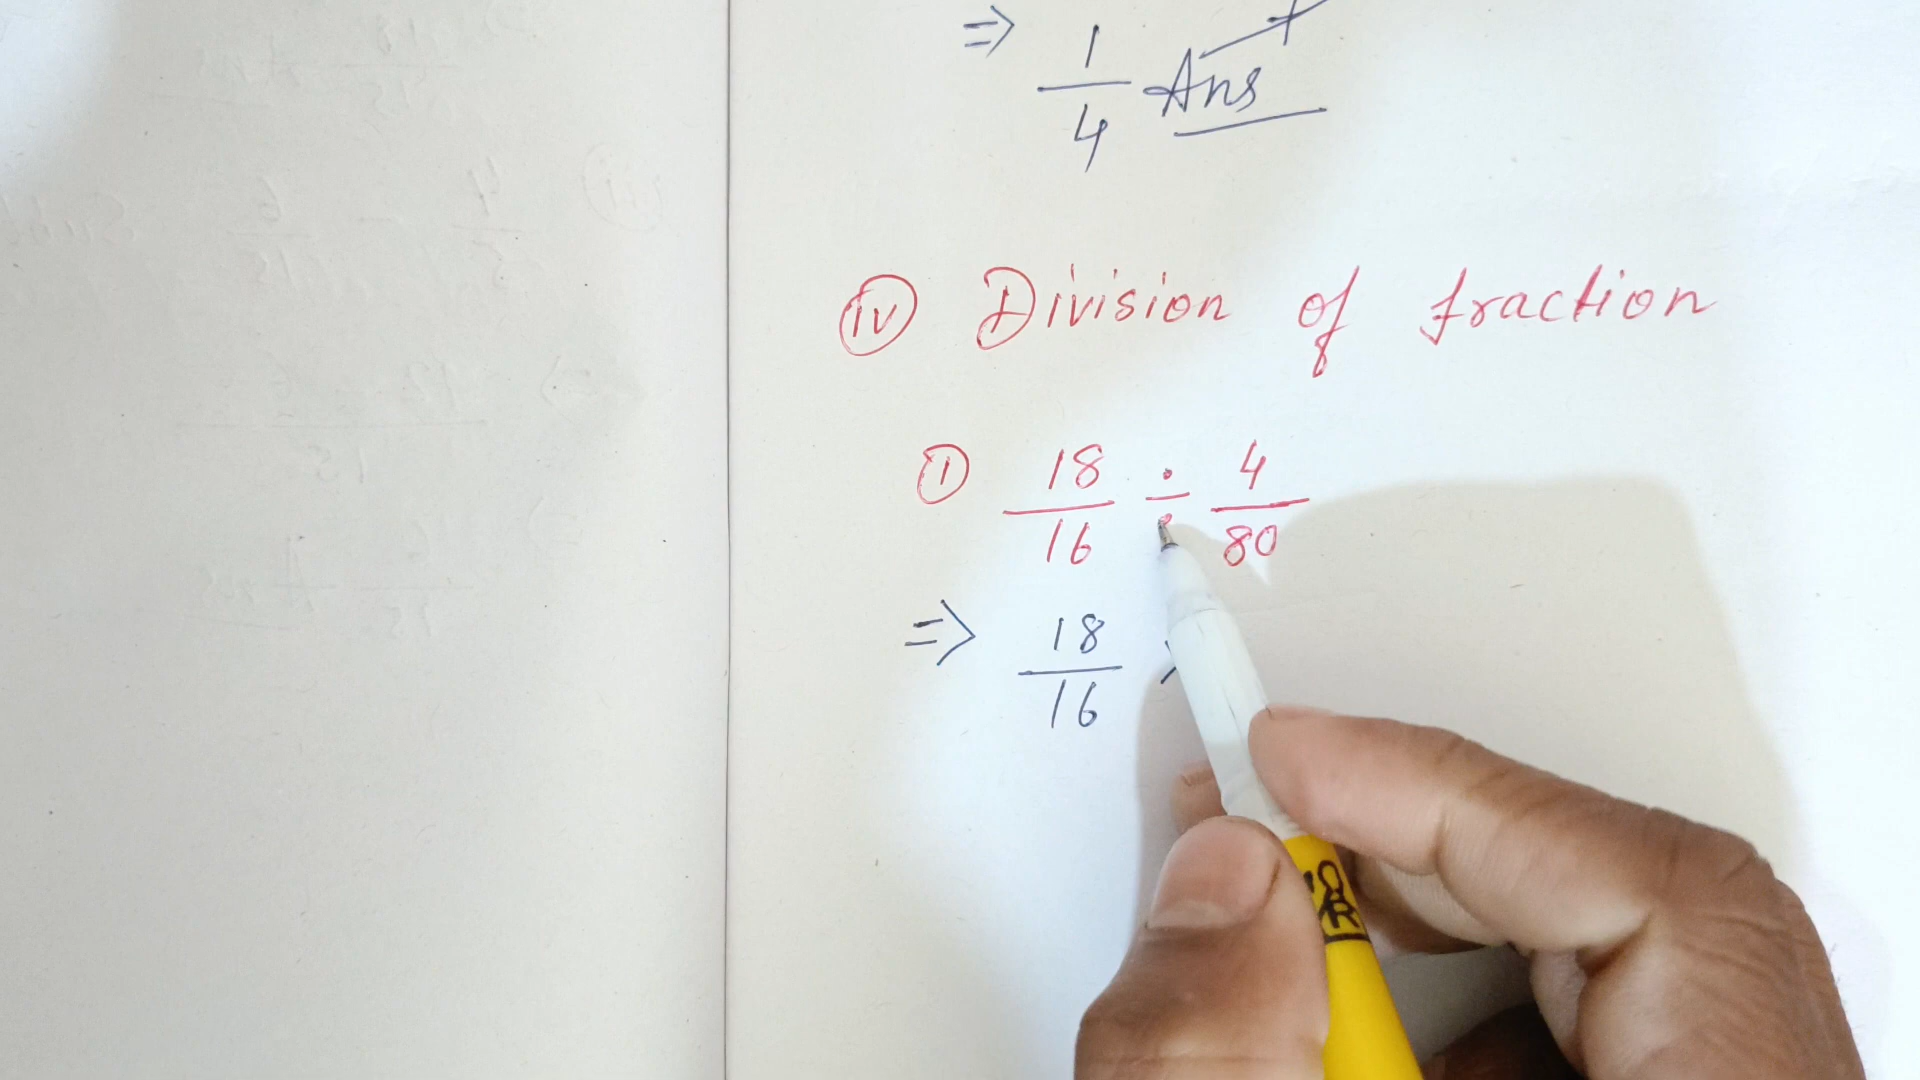 ⇒ 1/4 Ans
(iv) Division of fraction
(1) 18/16 ÷ 4/80
⇒ 18/16